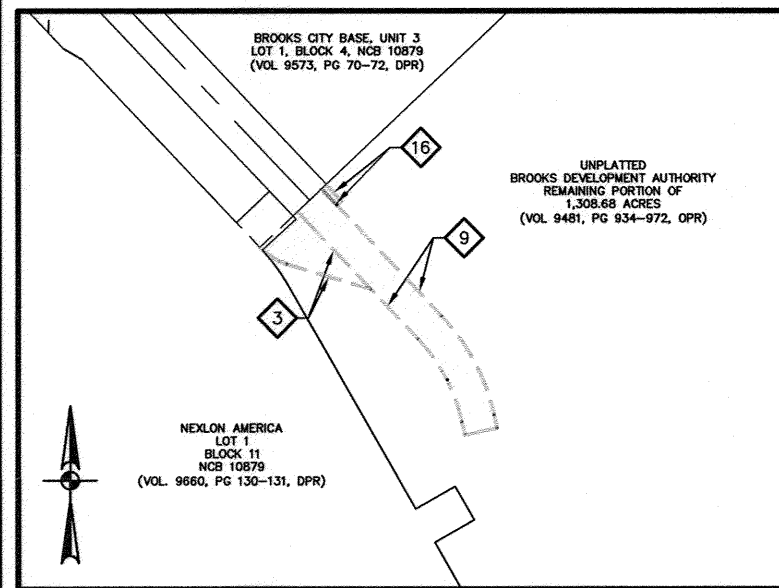 BROOKS CITY BASE, UNIT 3
LOT 1, BLOCK 4, NCB 10879
(VOL 9573, PG 70-72, DPR)
16
UNPLATTED
BROOKS DEVELOPMENT AUTHORITY
REMAINING PORTION OF
1,308.68 ACRES
(VOL 9481, PG 934-972, OPR)
9
3
NEXLON AMERICA
LOT 1
BLOCK 11
NCB 10879
(VOL. 9660, PG 130-131, DPR)